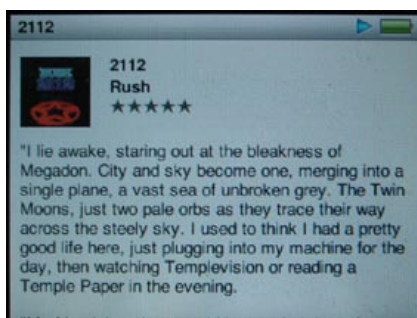 2112
2112
Rush
★★★★★
"I lie awake, staring out at the bleakness of
Megadon. City and sky become one, merging into a
single plane, a vast sea of unbroken grey. The Twin
Moons, just two pale orbs as they trace their way
across the steely sky. I used to think I had a pretty
good life here, just plugging into my machine for the
day, then watching Templevision or reading a
Temple Paper in the evening.